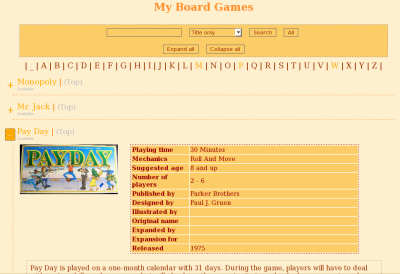 My Board Games
Title only Search All
Expand all Collapse all
| _ | A | B | C | D | E | F | G | H | I | J | K | L | M | N | O | P | Q | R | S | T | U | V | W | X | Y | Z |
+ Monopoly | (Top)
Available
+ Mr. Jack | (Top)
Available
- Pay Day | (Top)
Available
PAYDAY
Playing time 30 Minutes
Mechanics Roll And Move
Suggested age 8 and up
Number of players 2 - 6
Published by Parker Brothers
Designed by Paul J. Gruen
Illustrated by
Original name
Expanded by
Expansion for
Released 1975
Pay Day is played on a one-month calendar with 31 days. During the game, players will have to deal